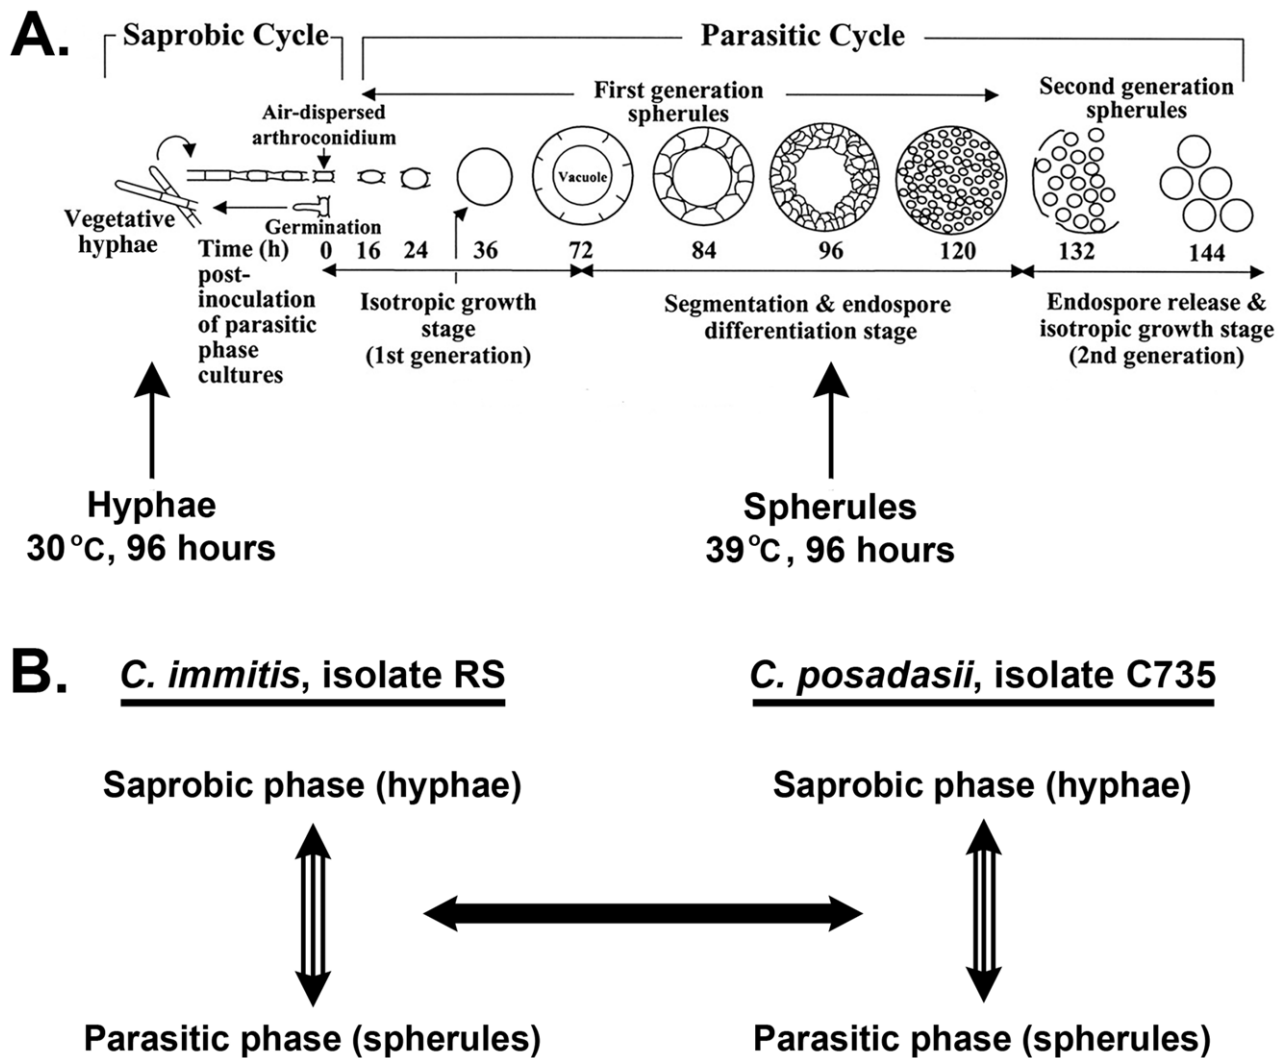 A.
Saprobic Cycle
Parasitic Cycle
First generation
spherules
Second generation
spherules
Air-dispersed
arthroconidium
Vacuole
Vegetative
hyphae
Germination
Time (h)
post-
inoculation
of parasitic
phase
cultures
0 16 24 36 72 84 96 120 132 144
Isotropic growth
stage
(1st generation)
Segmentation & endospore
differentiation stage
Endospore release &
isotropic growth stage
(2nd generation)
Hyphae
30°C, 96 hours
Spherules
39°C, 96 hours
B.
C. immitis, isolate RS
C. posadasii, isolate C735
Saprobic phase (hyphae)
Saprobic phase (hyphae)
Parasitic phase (spherules)
Parasitic phase (spherules)